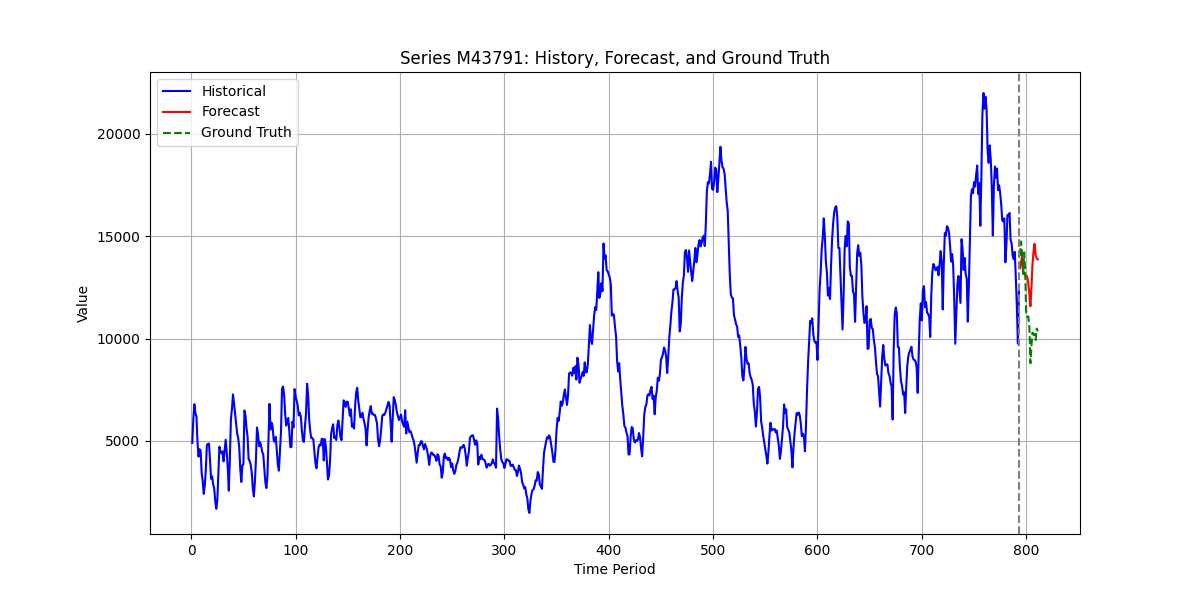 Series M43791: History, Forecast, and Ground Truth
Historical
Forecast
Ground Truth
20000
15000
10000
5000
Value
0 100 200 300 400 500 600 700 800
Time Period